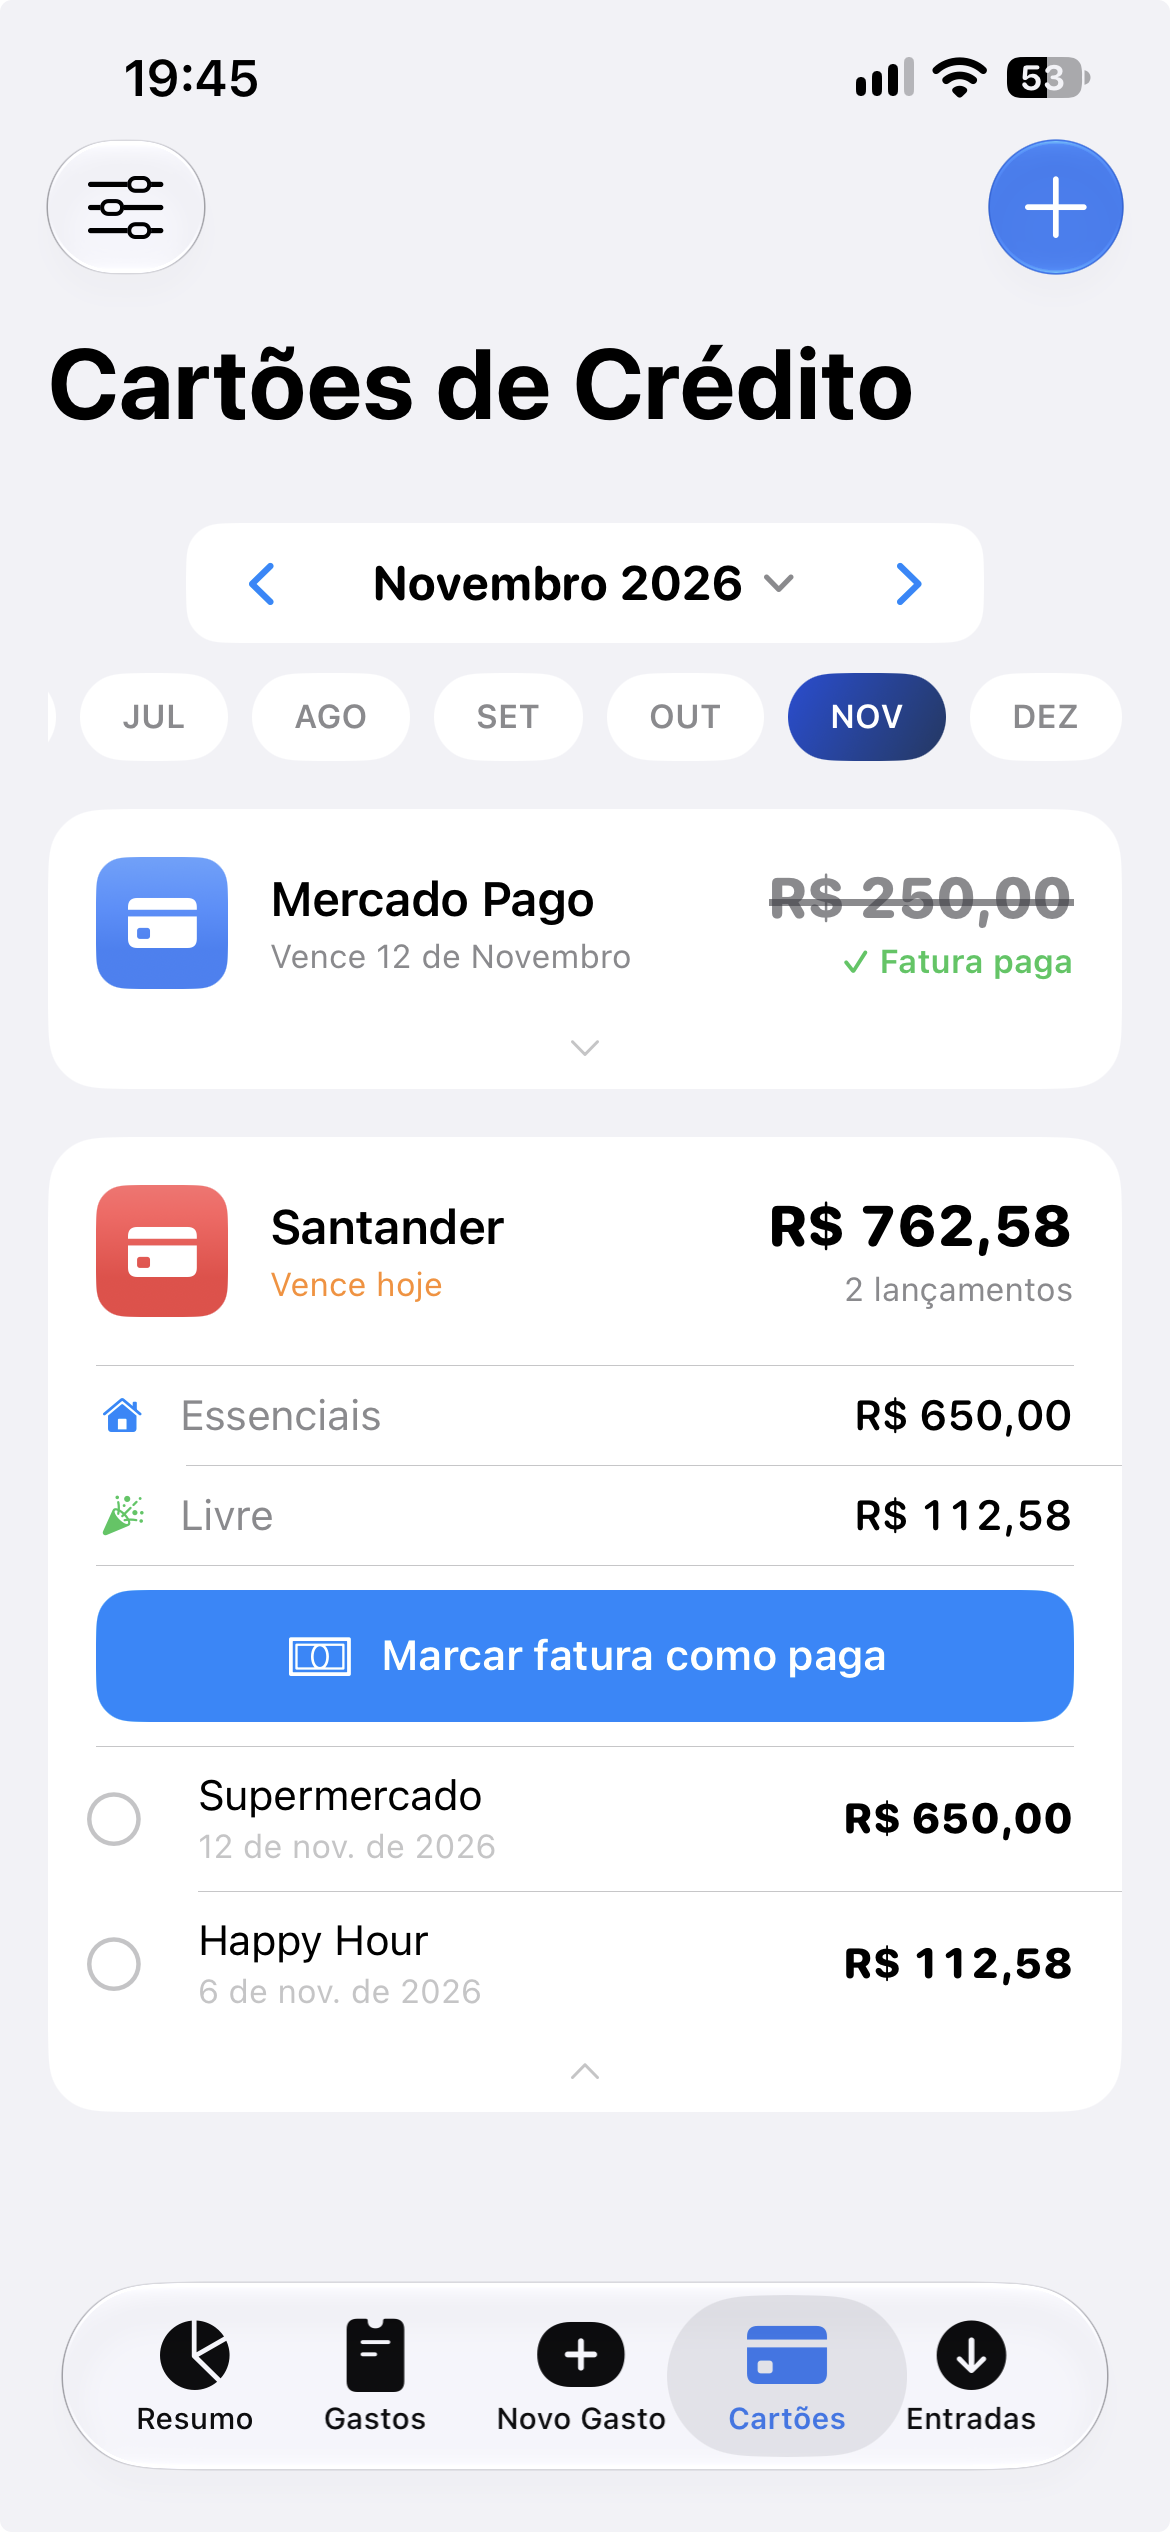 19:45
53
Cartões de Crédito
Novembro 2026
JUL AGO SET OUT NOV DEZ
Mercado Pago
R$ 250,00
Vence 12 de Novembro
Fatura paga
Santander
R$ 762,58
Vence hoje
2 lançamentos
Essenciais R$ 650,00
Livre R$ 112,58
Marcar fatura como paga
Supermercado
12 de nov. de 2026
R$ 650,00
Happy Hour
6 de nov. de 2026
R$ 112,58
Resumo Gastos Novo Gasto Cartões Entradas